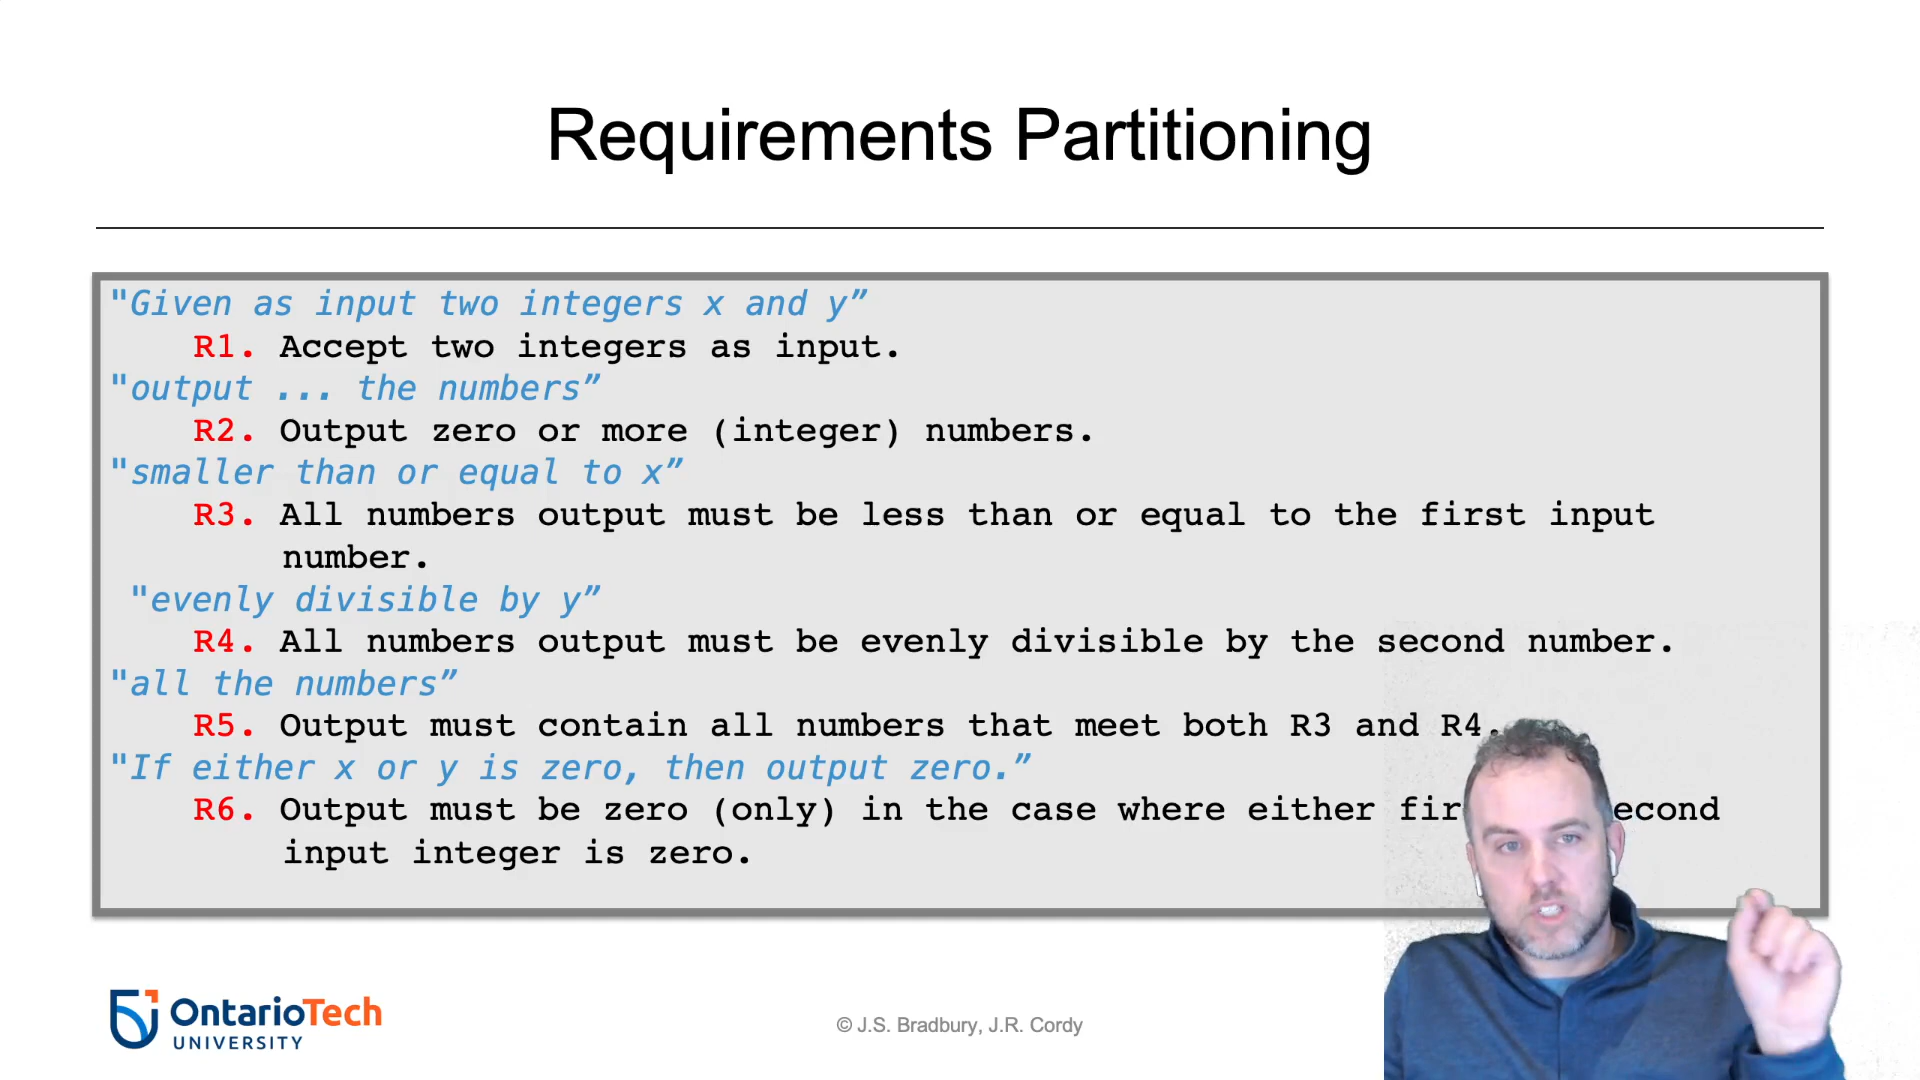 Requirements Partitioning
"Given as input two integers x and y”
R1. Accept two integers as input.
"output ... the numbers”
R2. Output zero or more (integer) numbers.
"smaller than or equal to x”
R3. All numbers output must be less than or equal to the first input
number.
"evenly divisible by y”
R4. All numbers output must be evenly divisible by the second number.
"all the numbers”
R5. Output must contain all numbers that meet both R3 and R4.
"If either x or y is zero, then output zero.”
R6. Output must be zero (only) in the case where either
input integer is zero.
OntarioTech
UNIVERSITY
© J.S. Bradbury, J.R. Cordy